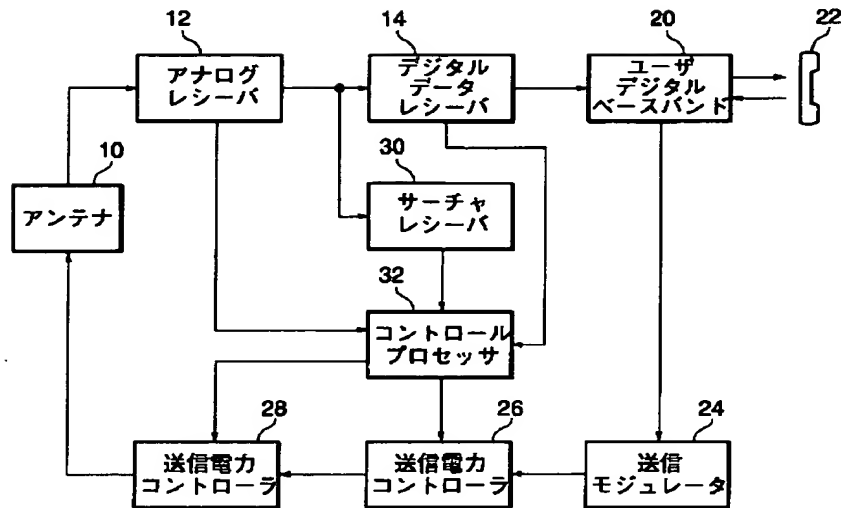 12
アナログ
レシーバ
14
デジタル
データ
レシーバ
20
ユーザ
デジタル
ベースバンド
22
10
アンテナ
30
サーチャ
レシーバ
32
コントロール
プロセッサ
28
送信電力
コントローラ
26
送信電力
コントローラ
24
送信
モジュレータ